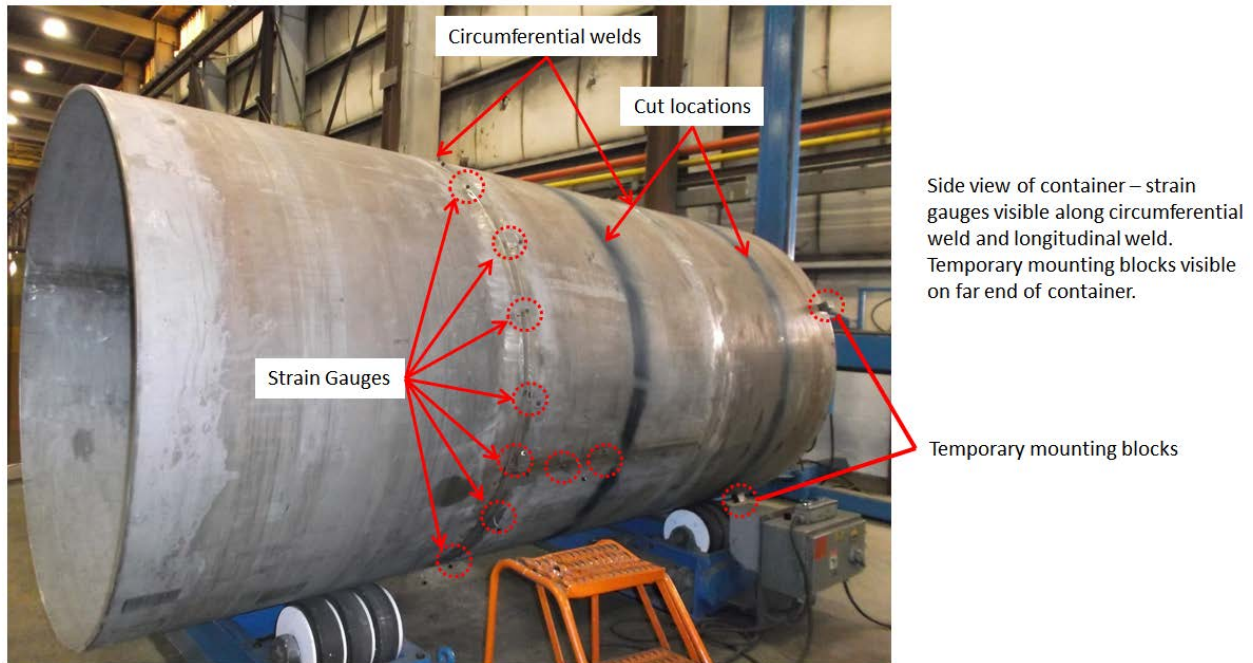 Circumferential welds
Cut locations
Side view of container – strain
gauges visible along circumferential
weld and longitudinal weld.
Temporary mounting blocks visible
on far end of container.
Strain Gauges
Temporary mounting blocks